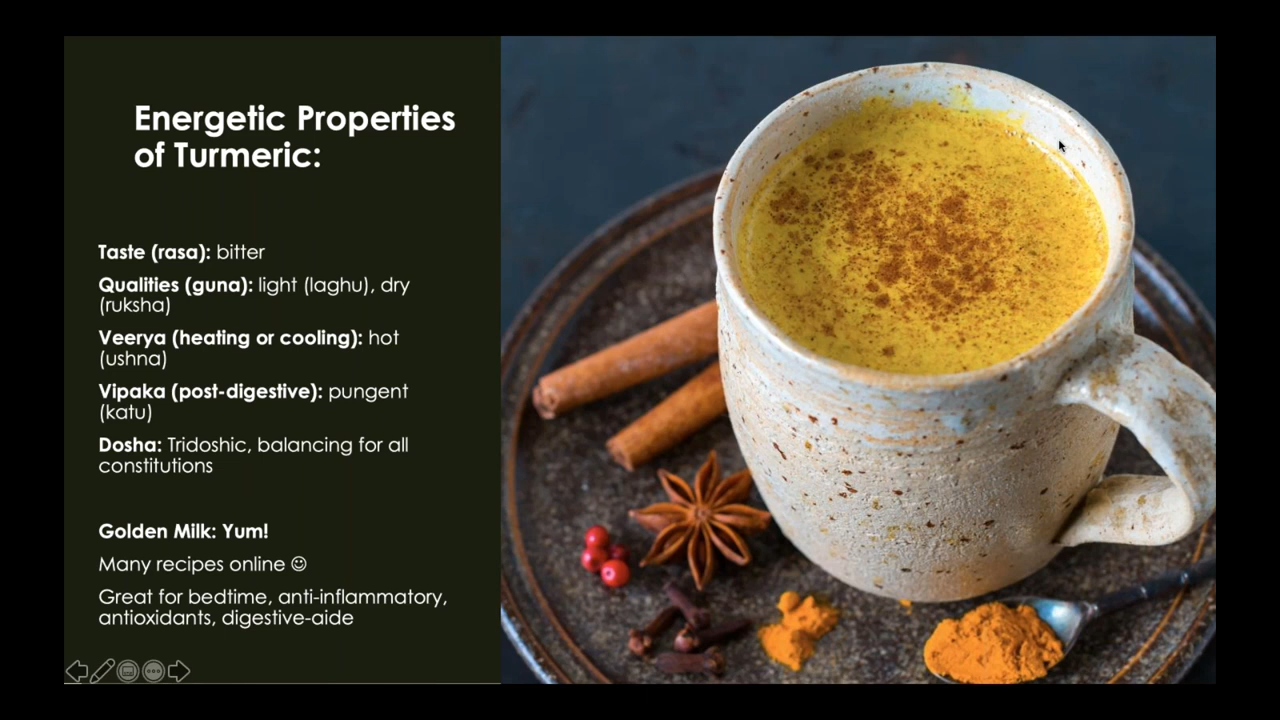 Energetic Properties
of Turmeric:
Taste (rasa): bitter
Qualities (guna): light (laghu), dry
(ruksha)
Veerya (heating or cooling): hot
(ushna)
Vipaka (post-digestive): pungent
(katu)
Dosha: Tridoshic, balancing for all
constitutions
Golden Milk: Yum!
Many recipes online ☺
Great for bedtime, anti-inflammatory,
antioxidants, digestive-aide